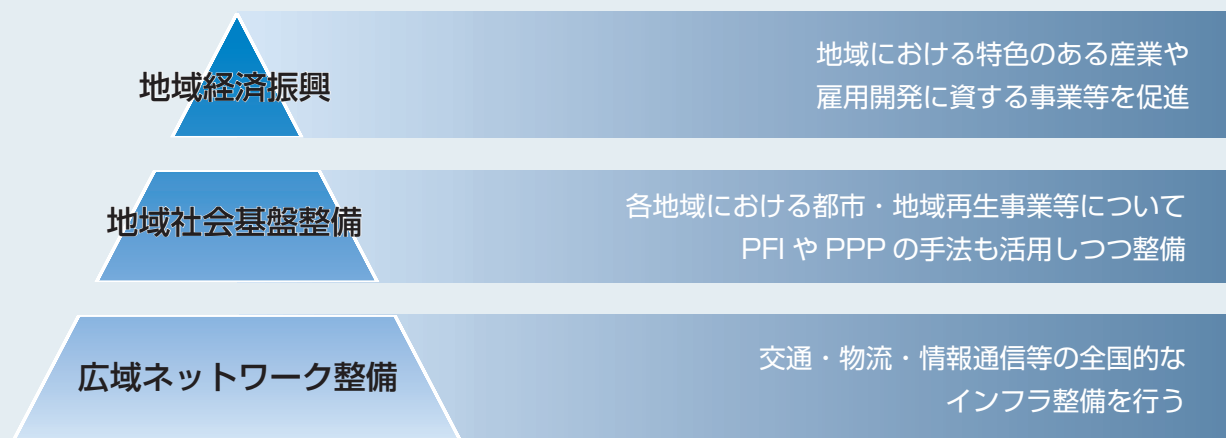 地域経済振興
地域における特色のある産業や
雇用開発に資する事業等を促進
地域社会基盤整備
各地域における都市・地域再生事業等について
PFI や PPP の手法も活用しつつ整備
広域ネットワーク整備
交通・物流・情報通信等の全国的な
インフラ整備を行う